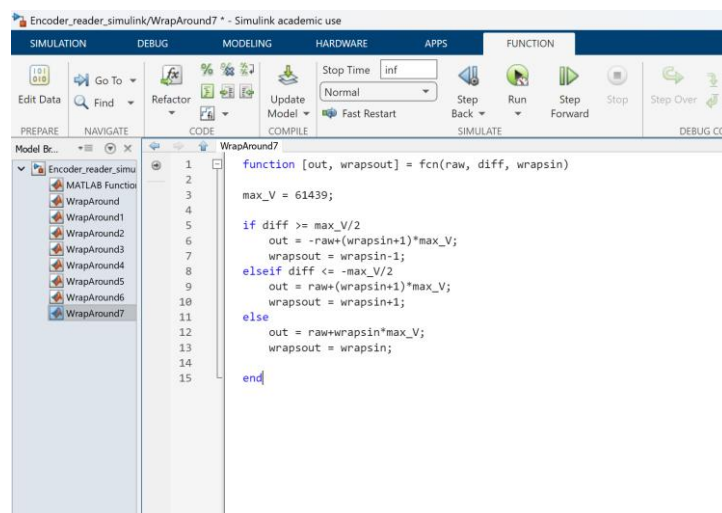 Encoder_reader_simulink/WrapAround7 * - Simulink academic use
SIMULATION DEBUG MODELING HARDWARE APPS FUNCTION
Edit Data
Go To
Find
Refactor
Update Model
Stop Time inf
Normal
Fast Restart
Step Back
Run
Step Forward
Stop
Step Over
PREPARE NAVIGATE CODE COMPILE SIMULATE DEBUG CO
Model Br...
WrapAround7
Encoder_reader_simu
MATLAB Function
WrapAround
WrapAround1
WrapAround2
WrapAround3
WrapAround4
WrapAround5
WrapAround6
WrapAround7
1 function [out, wrapsout] = fcn(raw, diff, wrapsin)
2
3 max_V = 61439;
4
5 if diff >= max_V/2
6 out = -raw+(wrapsin+1)*max_V;
7 wrapsout = wrapsin-1;
8 elseif diff <= -max_V/2
9 out = raw+(wrapsin+1)*max_V;
10 wrapsout = wrapsin+1;
11 else
12 out = raw+wrapsin*max_V;
13 wrapsout = wrapsin;
14
15 end